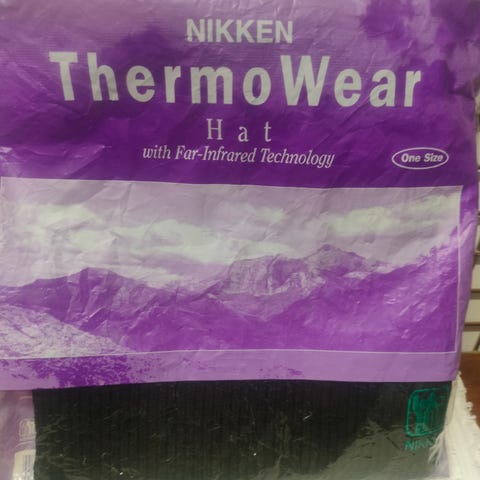 NIKKEN
ThermoWear
Hat
with Far-Infrared Technology
One Size